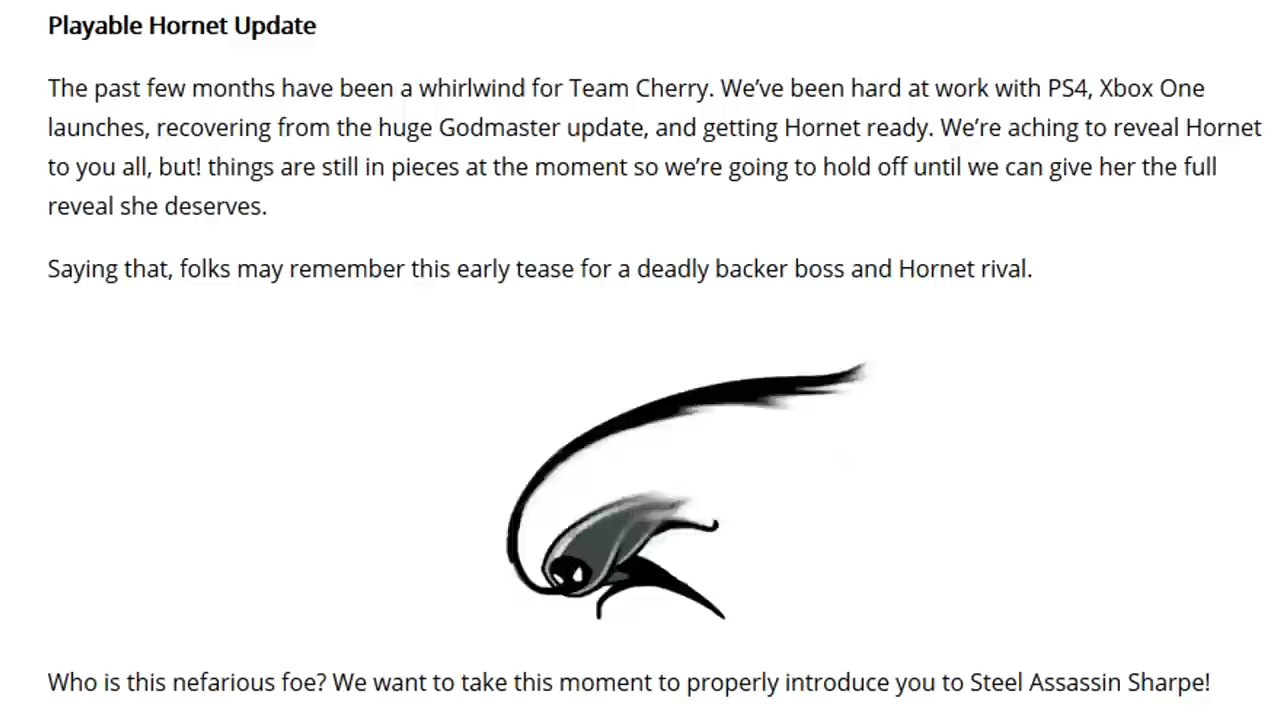 Playable Hornet Update
The past few months have been a whirlwind for Team Cherry. We’ve been hard at work with PS4, Xbox One
launches, recovering from the huge Godmaster update, and getting Hornet ready. We’re aching to reveal Hornet
to you all, but! things are still in pieces at the moment so we’re going to hold off until we can give her the full
reveal she deserves.
Saying that, folks may remember this early tease for a deadly backer boss and Hornet rival.
Who is this nefarious foe? We want to take this moment to properly introduce you to Steel Assassin Sharpe!